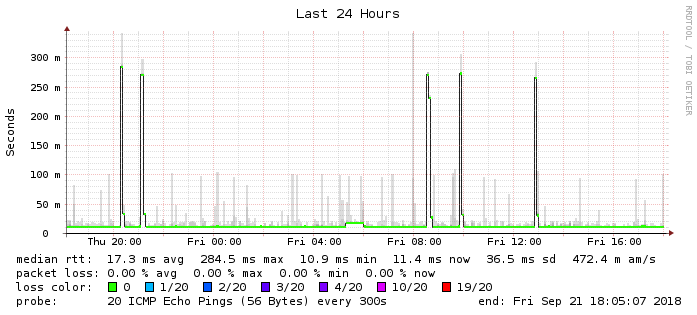 Last 24 Hours
RRDTOOL / TOBI OETIKER
Seconds
300 m
250 m
200 m
150 m
100 m
50 m
0
Thu 20:00 Fri 00:00 Fri 04:00 Fri 08:00 Fri 12:00 Fri 16:00
median rtt: 17.3 ms avg 284.5 ms max 10.9 ms min 11.4 ms now 36.5 ms sd 472.4 m am/s
packet loss: 0.00 % avg 0.00 % max 0.00 % min 0.00 % now
loss color: 0 1/20 2/20 3/20 4/20 10/20 19/20
probe: 20 ICMP Echo Pings (56 Bytes) every 300s end: Fri Sep 21 18:05:07 2018